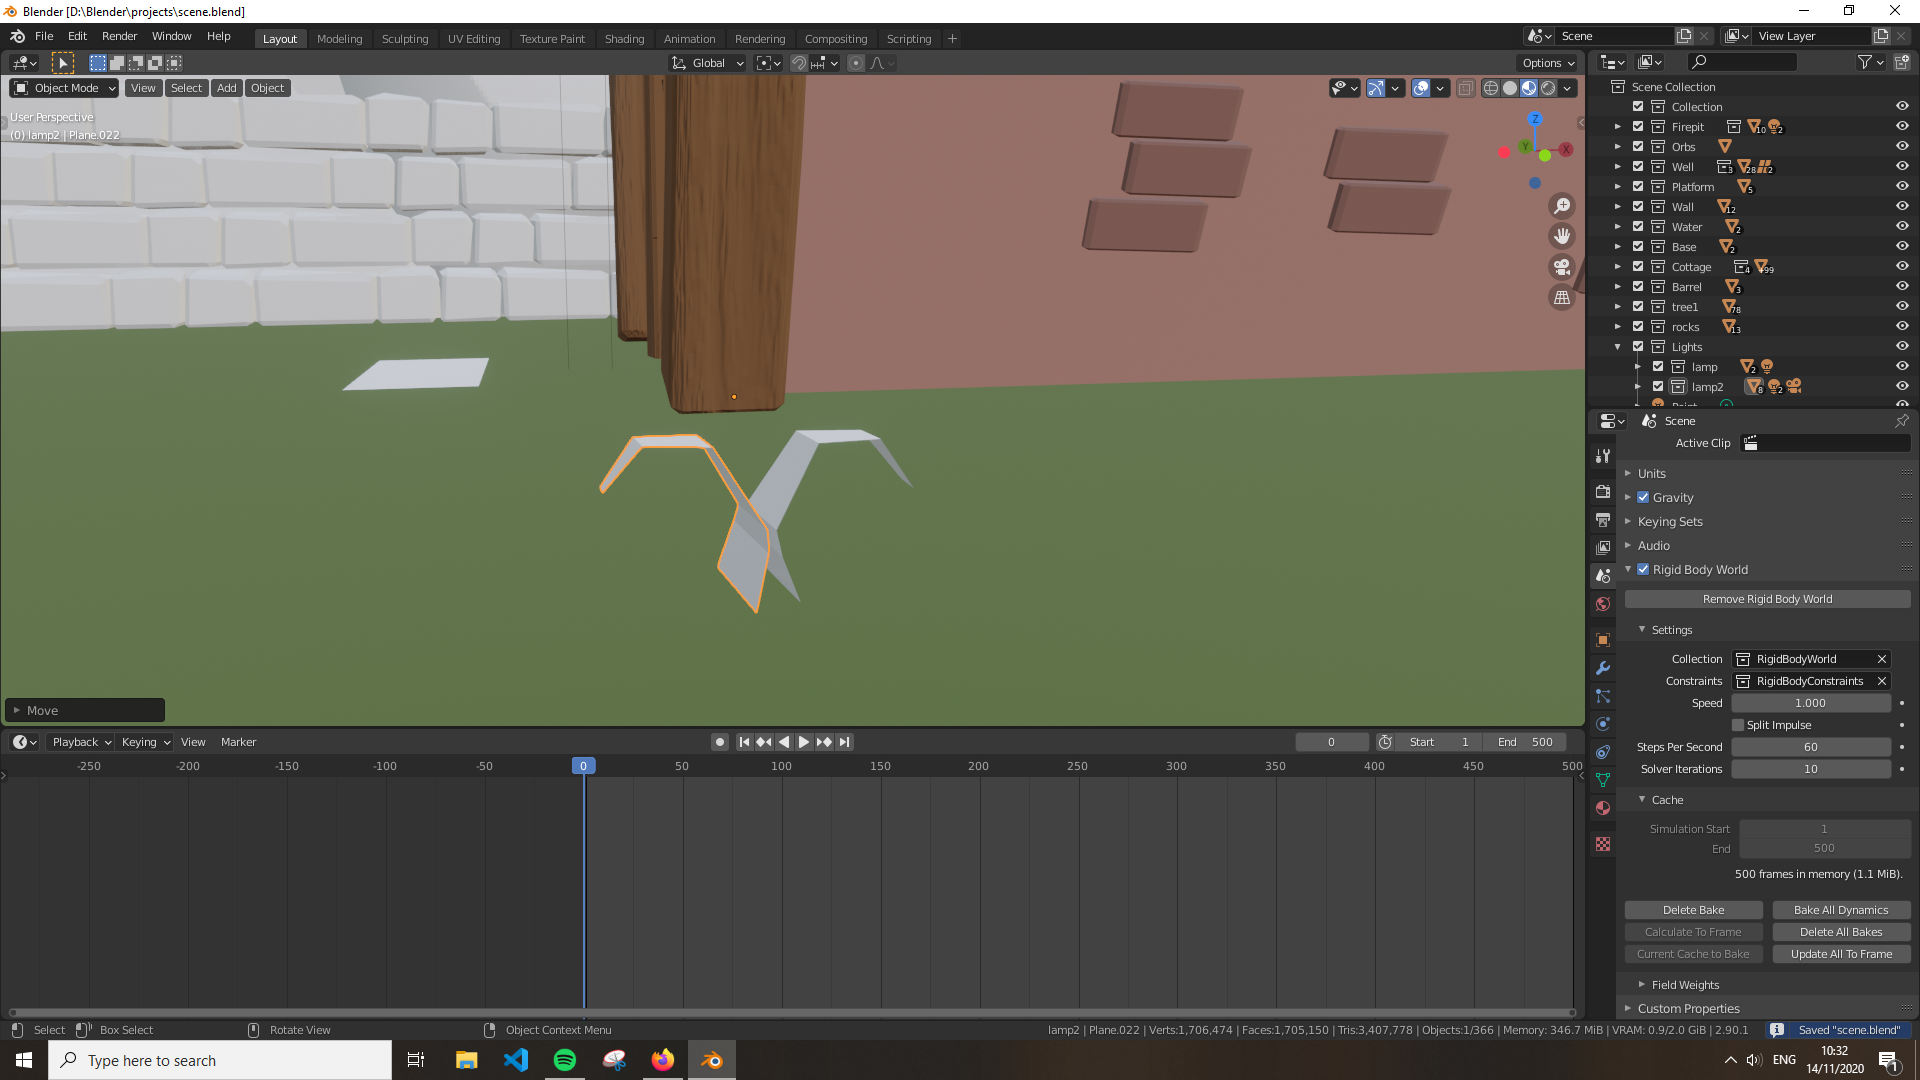 Blender [D:\Blender\projects\scene.blend]
File Edit Render Window Help
Layout Modeling Sculpting UV Editing Texture Paint Shading Animation Rendering Compositing Scripting +
Scene
View Layer
Global
Options
Object Mode View Select Add Object
User Perspective
(0) lamp2 | Plane.022
Z
Y
X
Move
Scene Collection
Collection
Firepit 10 2
Orbs
Well 3 28 2
Platform 5
Wall 12
Water 2
Base 2
Cottage 4 +99
Barrel 3
tree1 78
rocks 13
Lights
lamp 2
lamp2 8 2
Scene
Active Clip
Units
Gravity
Keying Sets
Audio
Rigid Body World
Remove Rigid Body World
Settings
Collection RigidBodyWorld
Constraints RigidBodyConstraints
Speed 1.000
Split Impulse
Steps Per Second 60
Solver Iterations 10
Cache
Simulation Start 1
End 500
500 frames in memory (1.1 MiB).
Delete Bake Bake All Dynamics
Calculate To Frame Delete All Bakes
Current Cache to Bake Update All To Frame
Field Weights
Custom Properties
Playback Keying View Marker
0 Start 1 End 500
-250 -200 -150 -100 -50 0 50 100 150 200 250 300 350 400 450 500
Select Box Select Rotate View Object Context Menu
lamp2 | Plane.022 | Verts:1,706,474 | Faces:1,705,150 | Tris:3,407,778 | Objects:1/366 | Memory: 346.7 MiB | VRAM: 0.9/2.0 GiB | 2.90.1
Saved "scene.blend"
Type here to search
ENG
10:32
14/11/2020
1